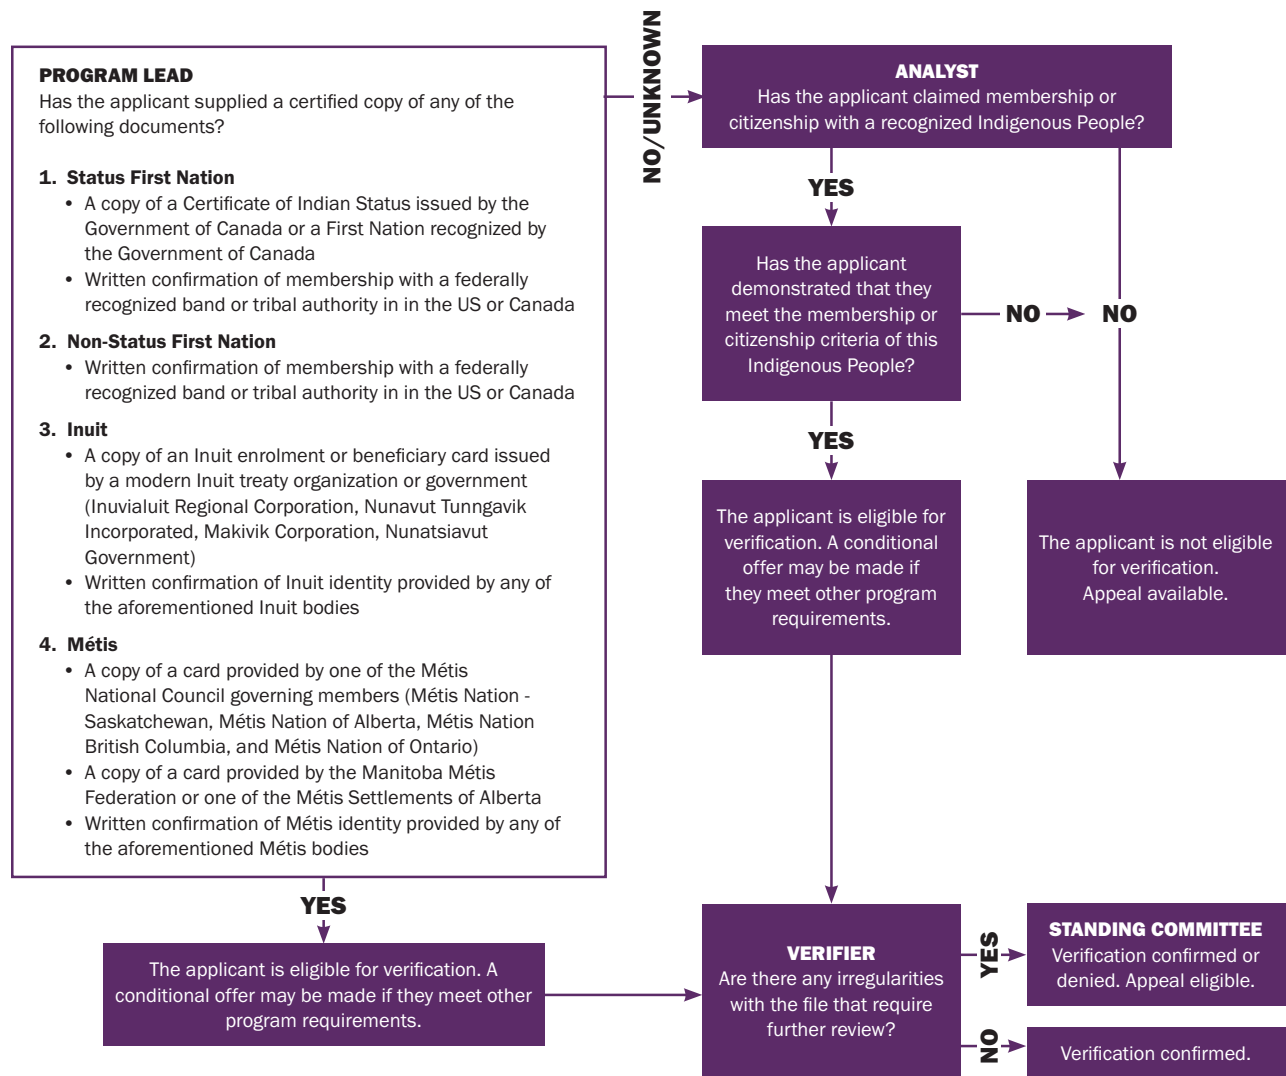 PROGRAM LEAD
Has the applicant supplied a certified copy of any of the
following documents?
1. Status First Nation
• A copy of a Certificate of Indian Status issued by the
Government of Canada or a First Nation recognized by
the Government of Canada
• Written confirmation of membership with a federally
recognized band or tribal authority in in the US or Canada
2. Non-Status First Nation
• Written confirmation of membership with a federally
recognized band or tribal authority in in the US or Canada
3. Inuit
• A copy of an Inuit enrolment or beneficiary card issued
by a modern Inuit treaty organization or government
(Inuvialuit Regional Corporation, Nunavut Tunngavik
Incorporated, Makivik Corporation, Nunatsiavut
Government)
• Written confirmation of Inuit identity provided by any of
the aforementioned Inuit bodies
4. Métis
• A copy of a card provided by one of the Métis
National Council governing members (Métis Nation -
Saskatchewan, Métis Nation of Alberta, Métis Nation
British Columbia, and Métis Nation of Ontario)
• A copy of a card provided by the Manitoba Métis
Federation or one of the Métis Settlements of Alberta
• Written confirmation of Métis identity provided by any of
the aforementioned Métis bodies
NO/UNKNOWN
ANALYST
Has the applicant claimed membership or
citizenship with a recognized Indigenous People?
YES
Has the applicant
demonstrated that they
meet the membership or
citizenship criteria of this
Indigenous People?
NO
NO
YES
The applicant is eligible for
verification. A conditional
offer may be made if
they meet other program
requirements.
The applicant is not eligible
for verification.
Appeal available.
YES
The applicant is eligible for verification. A
conditional offer may be made if they meet other
program requirements.
VERIFIER
Are there any irregularities
with the file that require
further review?
YES
STANDING COMMITTEE
Verification confirmed or
denied. Appeal eligible.
NO
Verification confirmed.